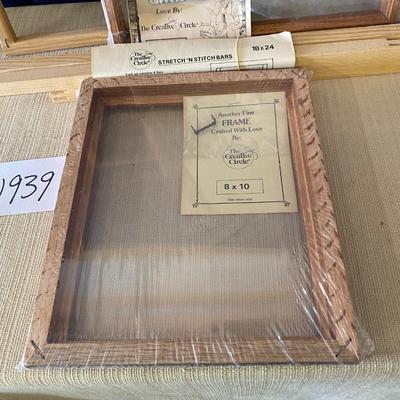 Love By:
The Creative Circle
The
Creative
Circle
STRETCH 'N STITCH BARS
18 x 24
Another Fine
FRAME
Crafted With Love
By:
The
Creative
Circle
8 x 10
1939